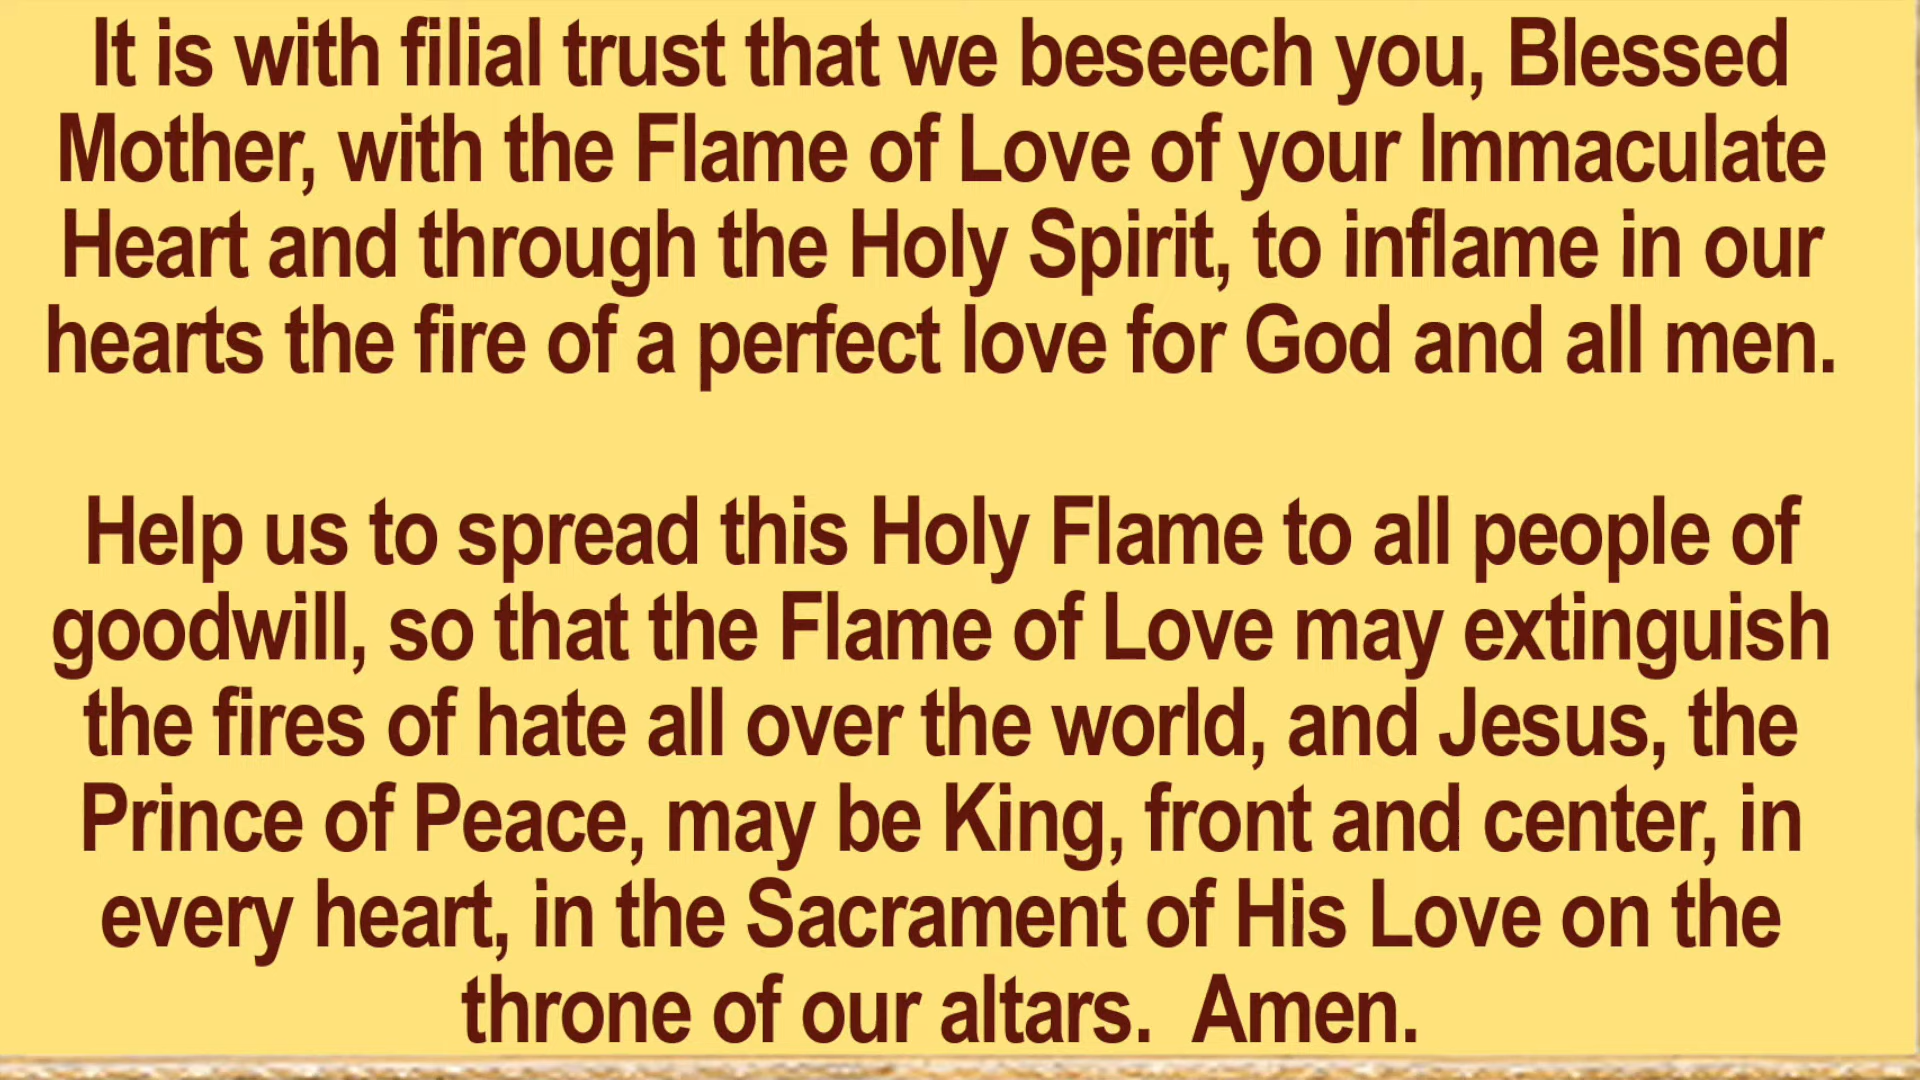 It is with filial trust that we beseech you, Blessed
Mother, with the Flame of Love of your Immaculate
Heart and through the Holy Spirit, to inflame in our
hearts the fire of a perfect love for God and all men.
Help us to spread this Holy Flame to all people of
goodwill, so that the Flame of Love may extinguish
the fires of hate all over the world, and Jesus, the
Prince of Peace, may be King, front and center, in
every heart, in the Sacrament of His Love on the
throne of our altars.  Amen.